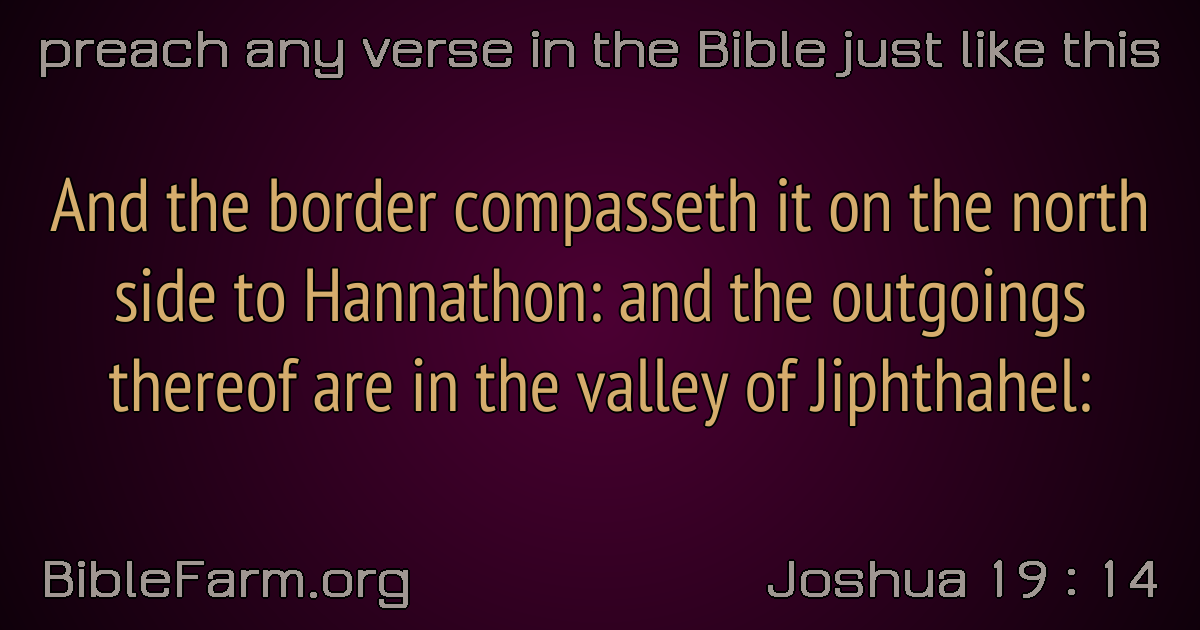 preach any verse in the Bible just like this
And the border compasseth it on the north
side to Hannathon: and the outgoings
thereof are in the valley of Jiphthahel:
BibleFarm.org
Joshua 19 : 14